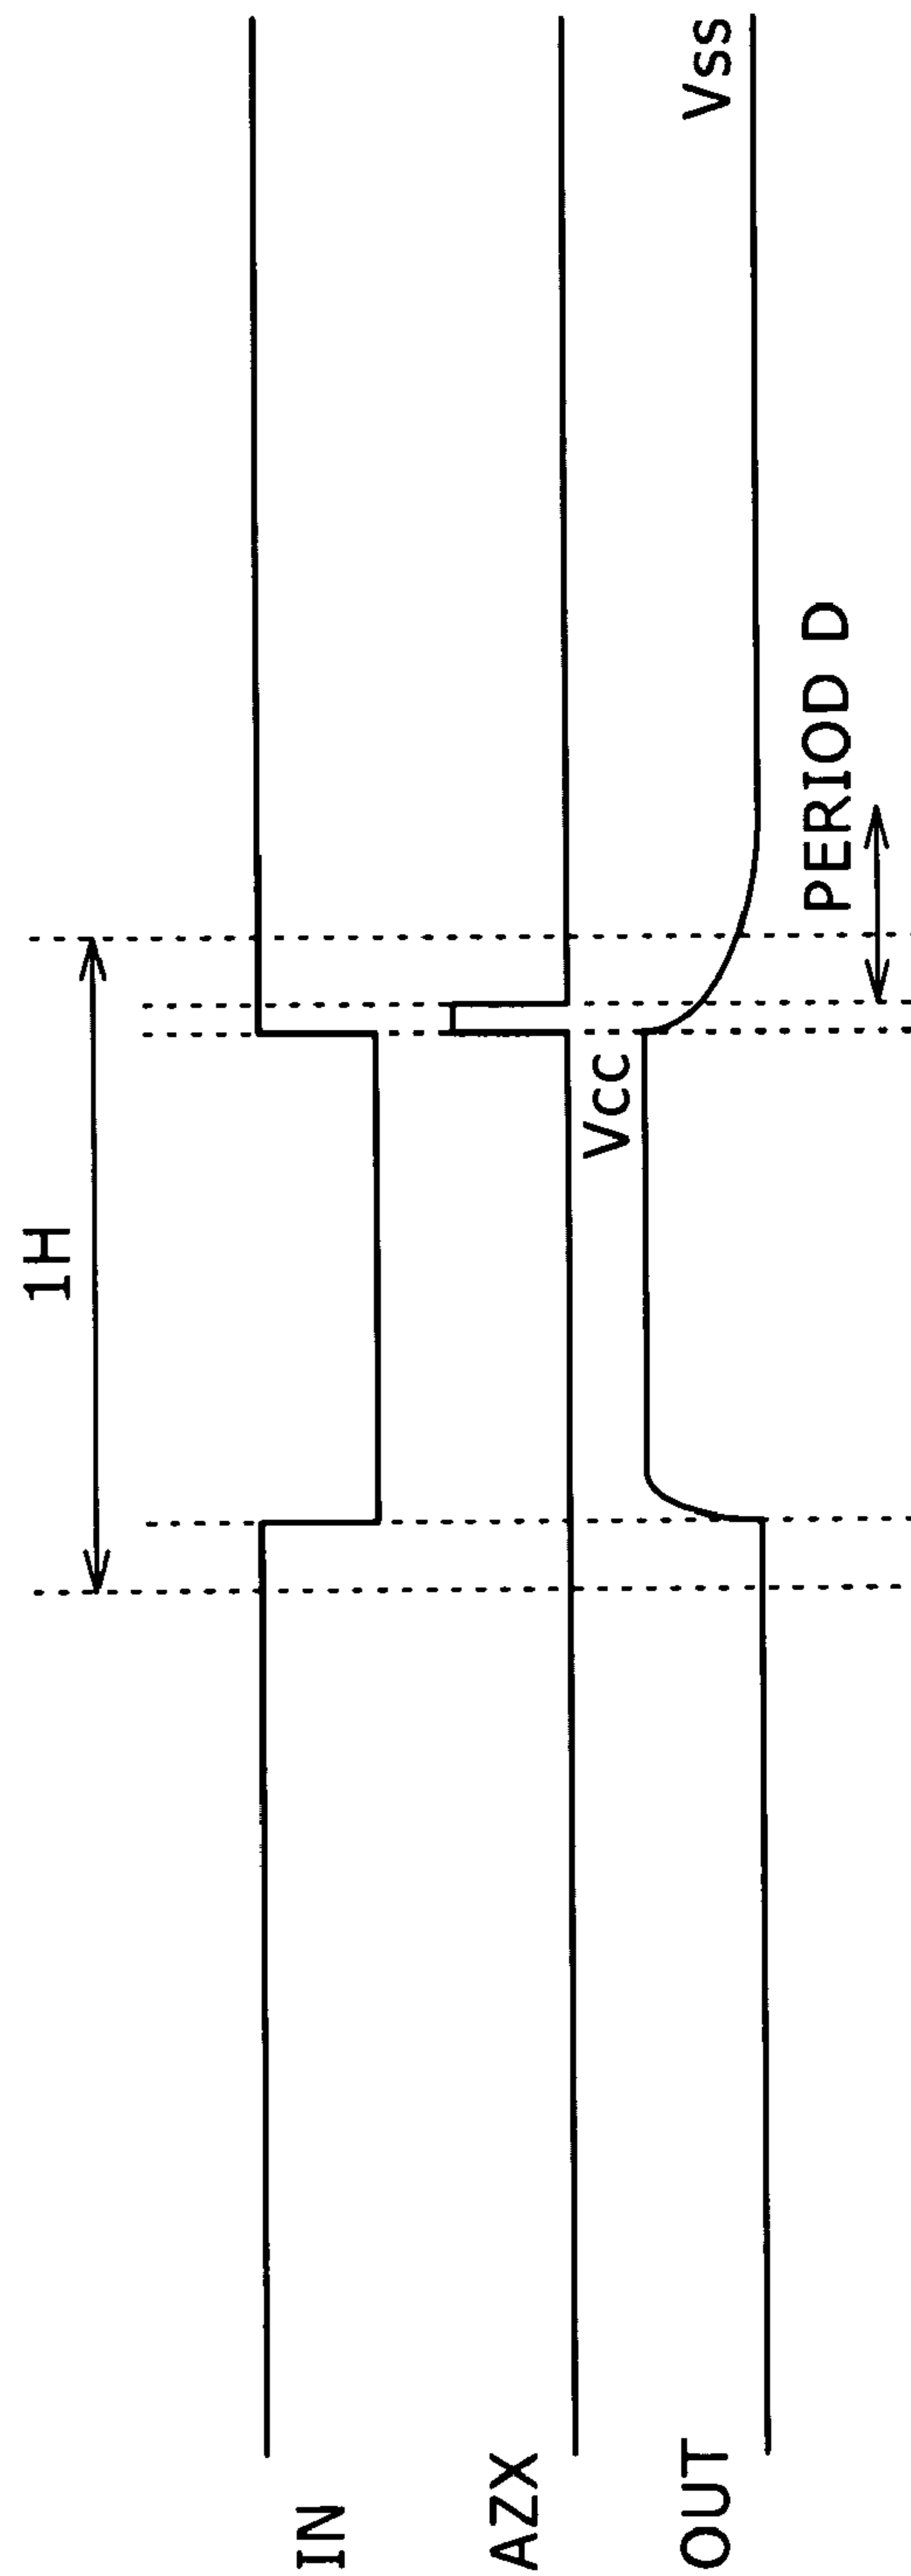 1H
IN
AZX
Vcc
OUT
Vss
PERIOD D